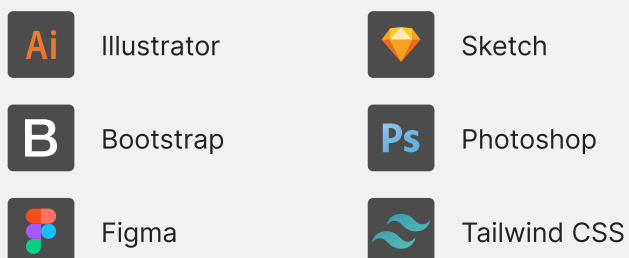 Ai Illustrator
Sketch
B Bootstrap
Ps Photoshop
Figma
Tailwind CSS